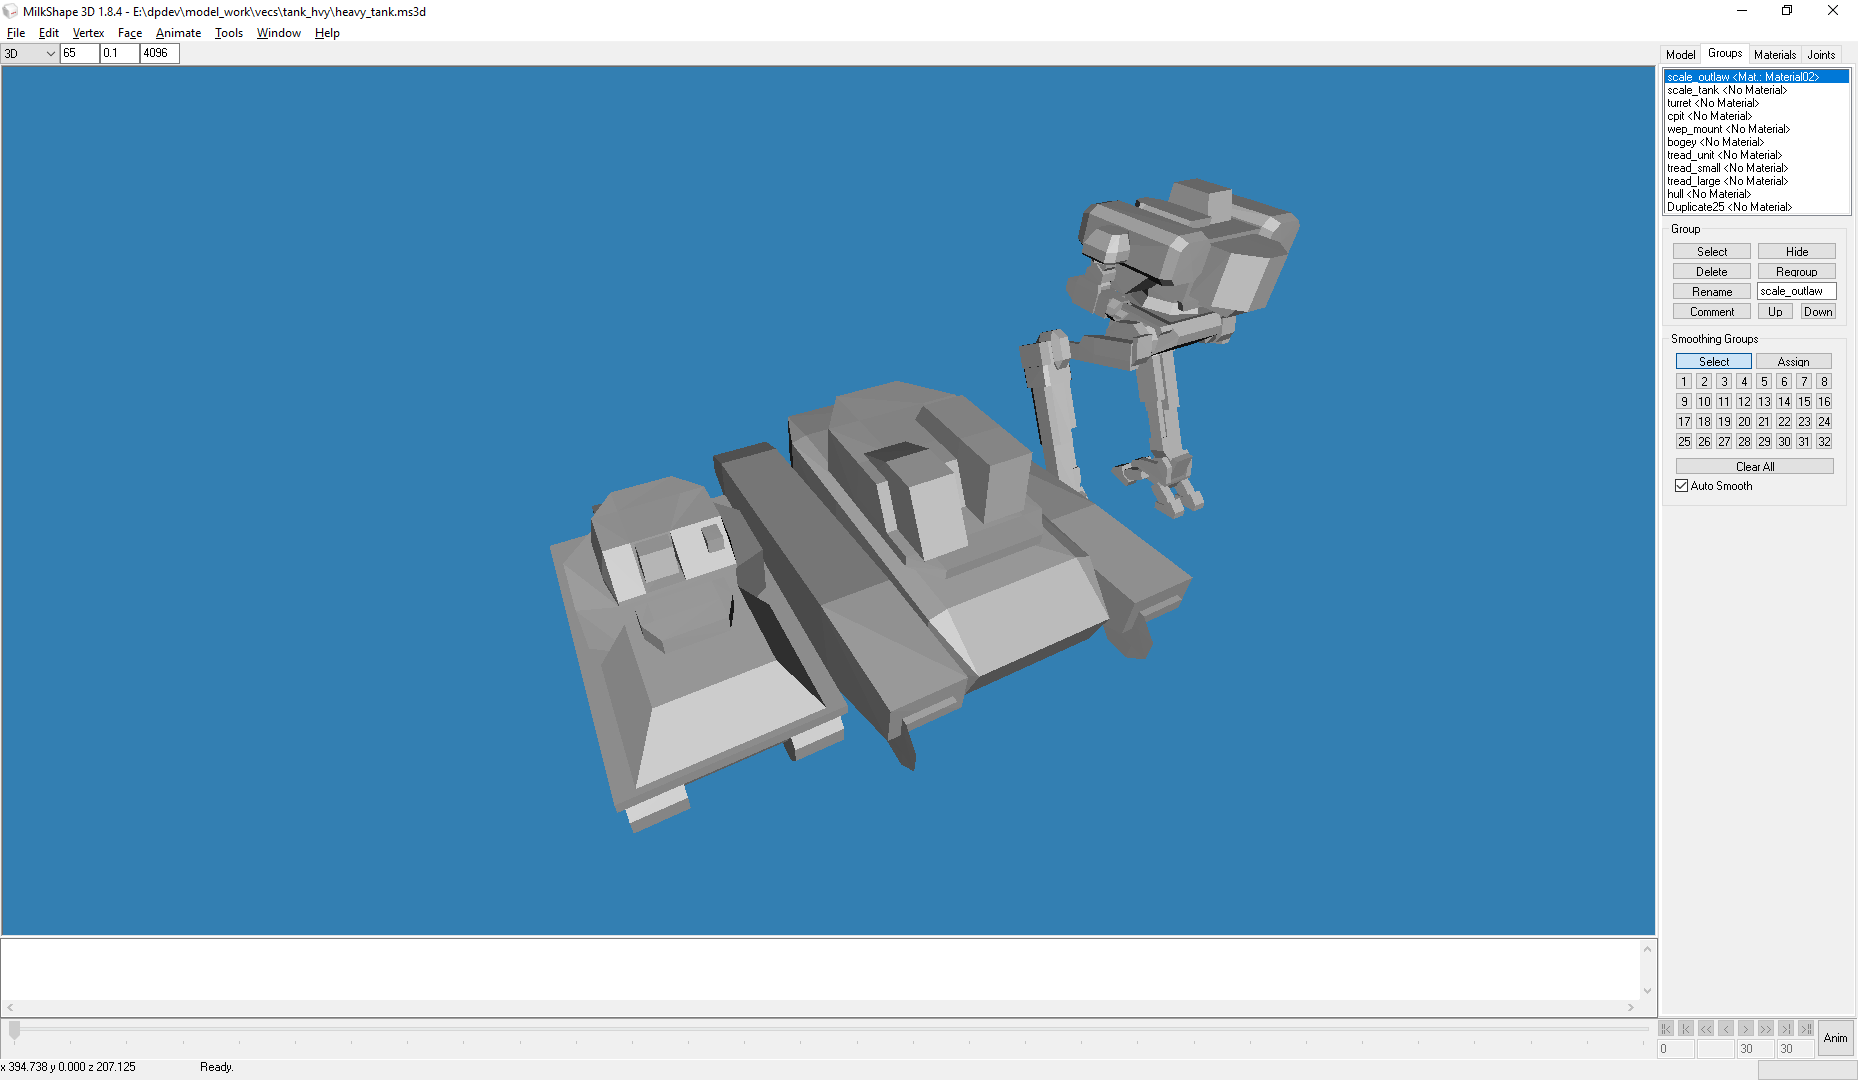 MilkShape 3D 1.8.4 - E:\dpdev\model_work\vecs\tank_hvy\heavy_tank.ms3d
File Edit Vertex Face Animate Tools Window Help
3D 65 0.1 4096
Model Groups Materials Joints
scale_outlaw <Mat.: Material02>
scale_tank <No Material>
turret <No Material>
cpit <No Material>
wep_mount <No Material>
bogey <No Material>
tread_unit <No Material>
tread_small <No Material>
tread_large <No Material>
hull <No Material>
Duplicate25 <No Material>
Group
Select Hide
Delete Regroup
Rename scale_outlaw
Comment Up Down
Smoothing Groups
Select Assign
1 2 3 4 5 6 7 8
9 10 11 12 13 14 15 16
17 18 19 20 21 22 23 24
25 26 27 28 29 30 31 32
Clear All
Auto Smooth
Anim
0 30 30
x 394.738 y 0.000 z 207.125 Ready.